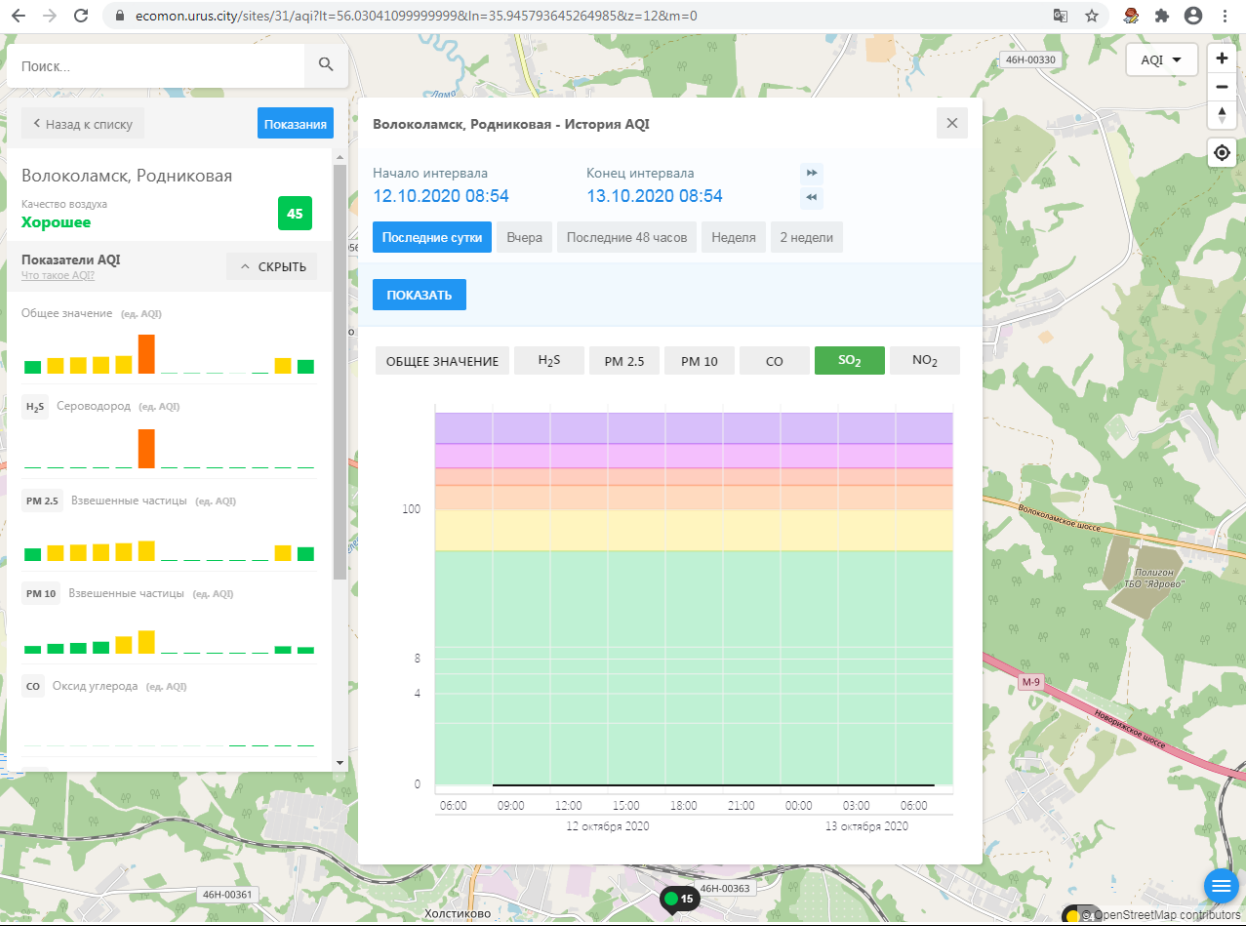 ecomon.urus.city/sites/31/aqi?lt=56.03041099999999&ln=35.945793645264985&z=12&m=0
Поиск...
46Н-00330
AQI
Назад к списку
Показания
Волоколамск, Родниковая - История AQI
Волоколамск, Родниковая
Качество воздуха
Хорошее
45
Начало интервала
Конец интервала
12.10.2020 08:54
13.10.2020 08:54
Последние сутки
Вчера
Последние 48 часов
Неделя
2 недели
Показатели AQI
Что такое AQI?
СКРЫТЬ
ПОКАЗАТЬ
Общее значение (ед. AQI)
ОБЩЕЕ ЗНАЧЕНИЕ
H2S
PM 2.5
PM 10
CO
SO2
NO2
H2S Сероводород (ед. AQI)
PM 2.5 Взвешенные частицы (ед. AQI)
PM 10 Взвешенные частицы (ед. AQI)
CO Оксид углерода (ед. AQI)
100
8
4
0
06:00 09:00 12:00 15:00 18:00 21:00 00:00 03:00 06:00
12 октября 2020
13 октября 2020
Волоколамское шоссе
Полигон
ТБО "Ядрово"
М-9
Новорижское шоссе
46Н-00361
15
46Н-00363
Холстиково
© OpenStreetMap contributors